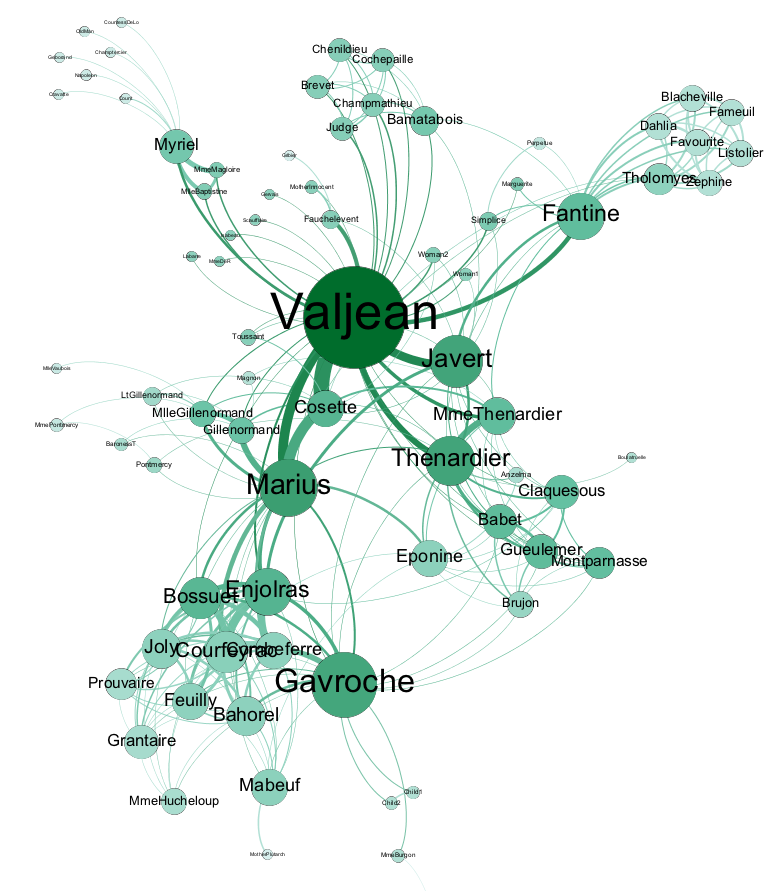 CountessDeLo
OldMan
Champtercier
Geborand
Napoleon
Cravatte
Count
Myriel
MmeMagloire
MlleBaptistine
Chenildieu
Cochepaille
Brevet
Champmathieu
Judge
Bamatabois
Blacheville
Fameuil
Dahlia
Favourite
Listolier
Tholomyes
Zephine
Perpetue
Marguerite
Fantine
Simplice
MotherInnocent
Gervais
Fauchelevent
Scaufflaire
Isabeau
Labarre
MmeDeR
Woman2
Woman1
Valjean
Toussaint
Javert
MlleVaubois
Magnon
LtGillenormand
MlleGillenormand
Cosette
MmeThenardier
MmePontmercy
Gillenormand
BaronessT
Pontmercy
Thenardier
Boulatruelle
Marius
Anzelma
Claquesous
Babet
Eponine
Gueulemer
Montparnasse
Brujon
Bossuet
Enjolras
Joly
Courfeyrac
Combeferre
Prouvaire
Gavroche
Feuilly
Bahorel
Grantaire
Mabeuf
MmeHucheloup
Child1
Child2
MotherPlutarch
MmeBurgon